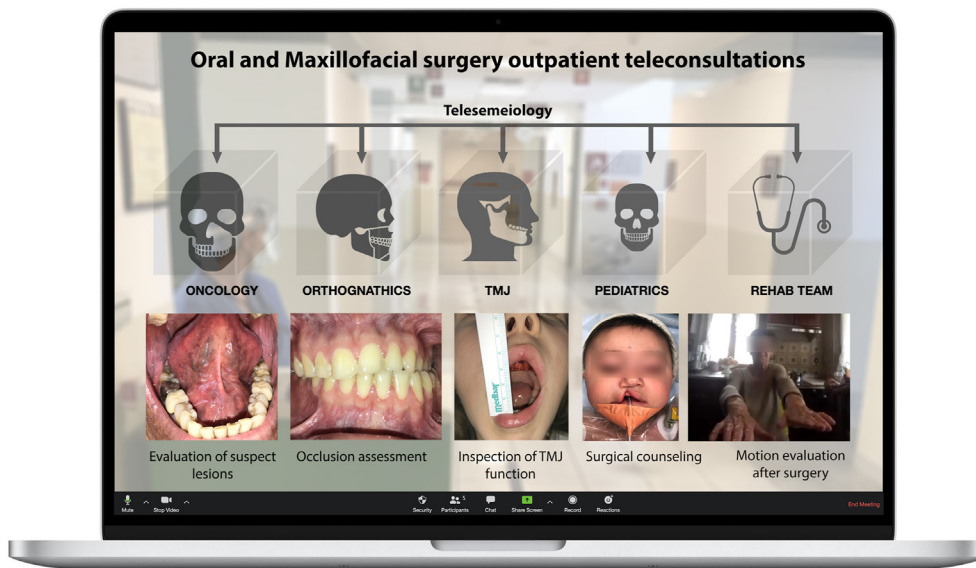 Oral and Maxillofacial surgery outpatient teleconsultations
Telesemeiology
ONCOLOGY
ORTHOGNATHICS
TMJ
PEDIATRICS
REHAB TEAM
medbay
Evaluation of suspect
lesions
Occlusion assessment
Inspection of TMJ
function
Surgical counseling
Motion evaluation
after surgery
Mute
Stop Video
Security
Participants
5
Chat
Share Screen
Record
Reactions
End Meeting